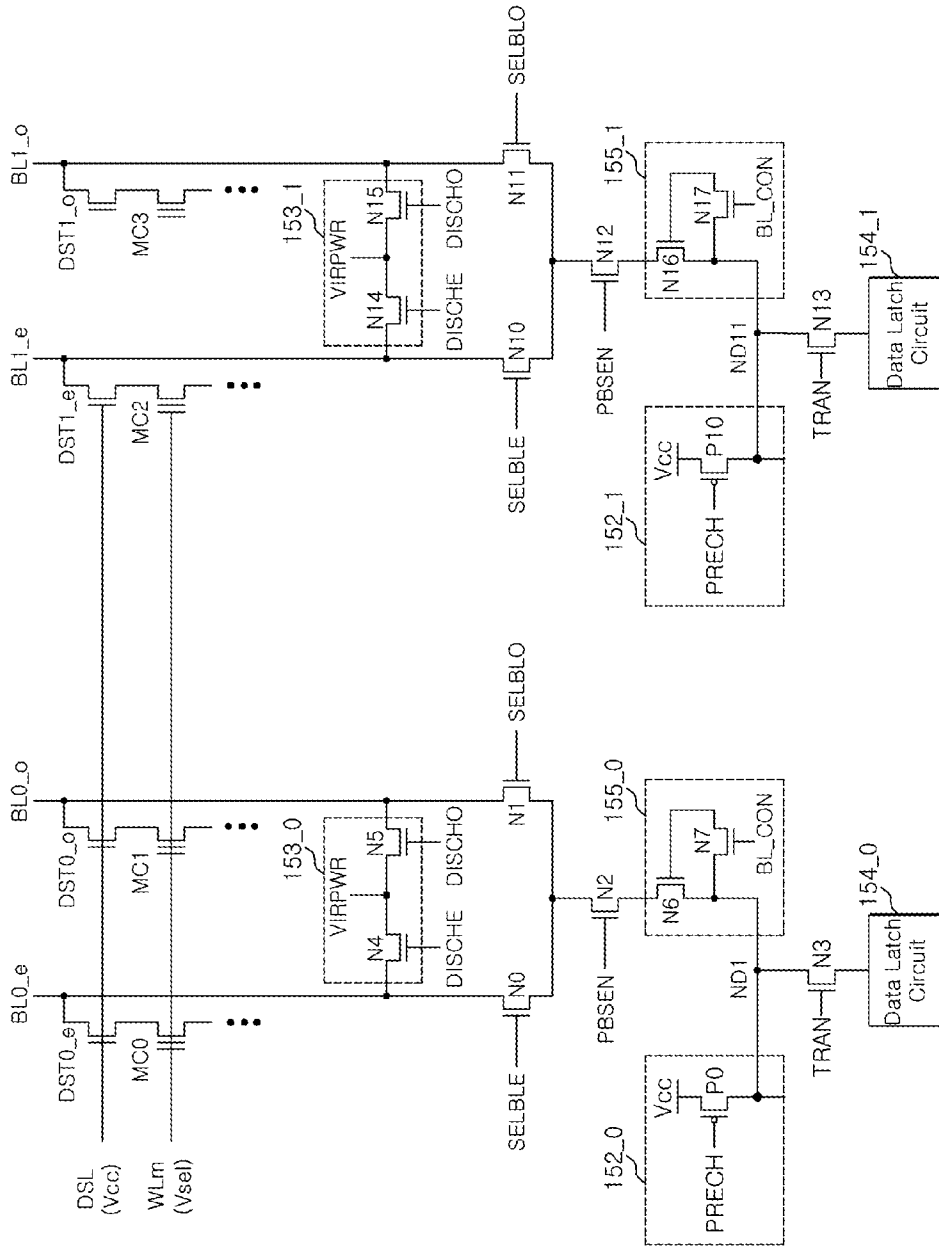 BL0_e
BL0_o
BL1_e
BL1_o
DSL
(Vcc)
DST0_e
DST0_o
DST1_e
DST1_o
WLm
(Vsel)
MC0
MC1
MC2
MC3
153_0
VIRPWR
N4
N5
DISCHE
DISCHO
153_1
VIRPWR
N14
N15
DISCHE
DISCHO
SELBLE
N0
N1
SELBLO
SELBLE
N10
N11
SELBLO
PBSEN
N2
155_0
N6
N7
BL_CON
PBSEN
N12
155_1
N16
N17
BL_CON
152_0
Vcc
PRECH
P0
ND1
152_1
Vcc
PRECH
P10
ND11
TRAN
N3
154_0
Data Latch
Circuit
TRAN
N13
154_1
Data Latch
Circuit